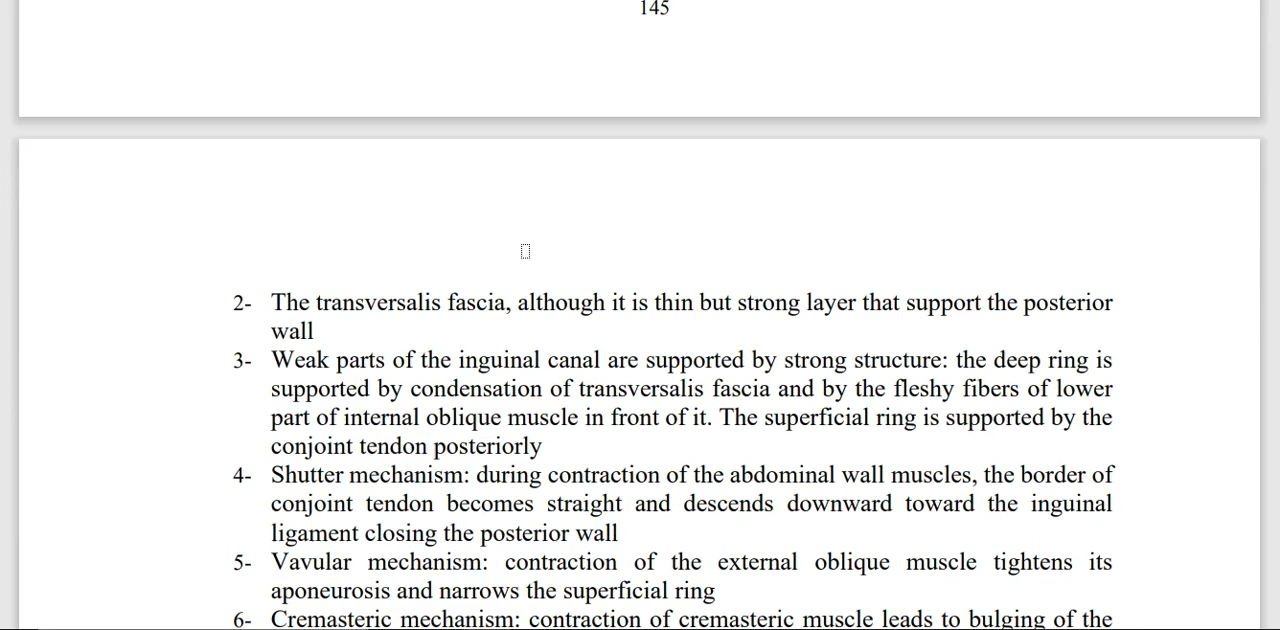 145
2- The transversalis fascia, although it is thin but strong layer that support the posterior
wall
3- Weak parts of the inguinal canal are supported by strong structure: the deep ring is
supported by condensation of transversalis fascia and by the fleshy fibers of lower
part of internal oblique muscle in front of it. The superficial ring is supported by the
conjoint tendon posteriorly
4- Shutter mechanism: during contraction of the abdominal wall muscles, the border of
conjoint tendon becomes straight and descends downward toward the inguinal
ligament closing the posterior wall
5- Vavular mechanism: contraction of the external oblique muscle tightens its
aponeurosis and narrows the superficial ring
6- Cremasteric mechanism: contraction of cremasteric muscle leads to bulging of the